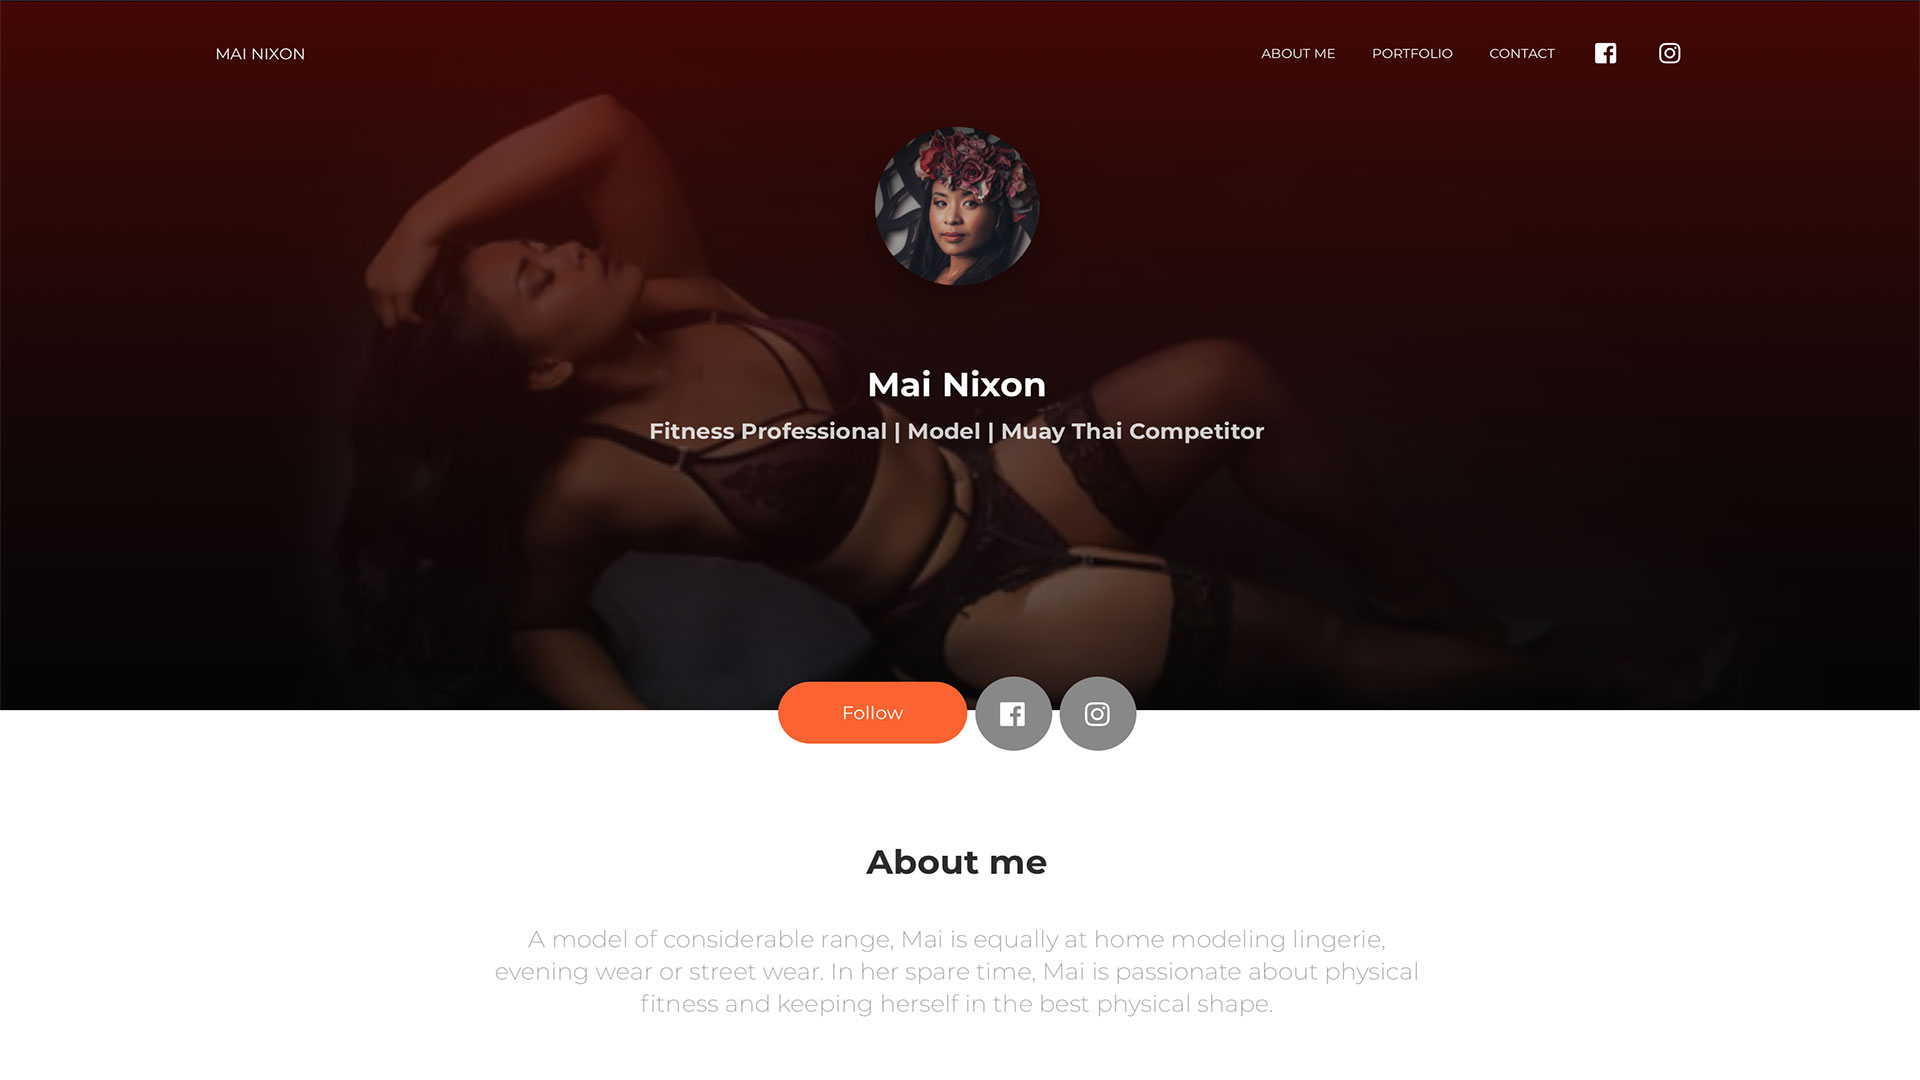 MAI NIXON
ABOUT ME
PORTFOLIO
CONTACT
Mai Nixon
Fitness Professional | Model | Muay Thai Competitor
Follow
About me
A model of considerable range, Mai is equally at home modeling lingerie,
evening wear or street wear. In her spare time, Mai is passionate about physical
fitness and keeping herself in the best physical shape.